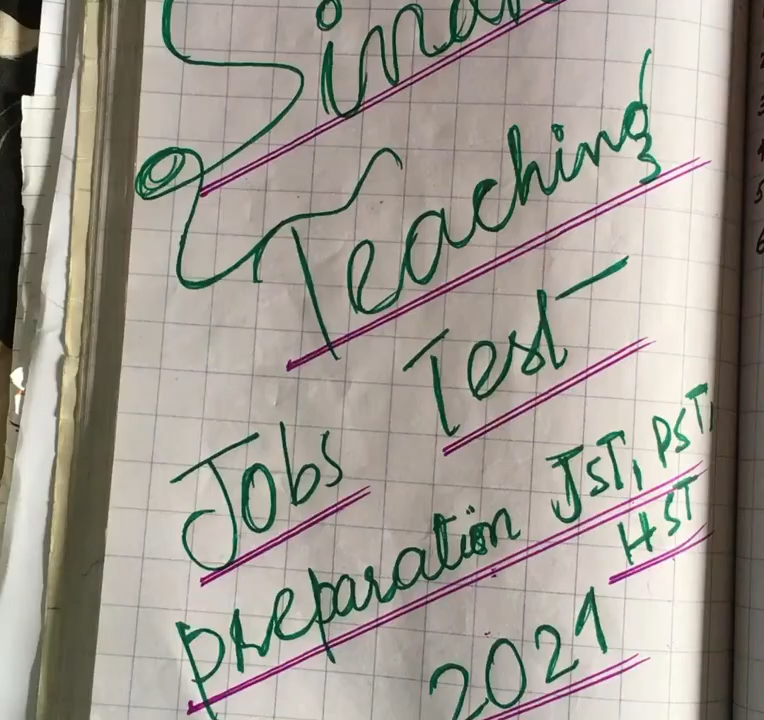 Teaching
Test
Jobs
preparation JST, PST,
HST
2021